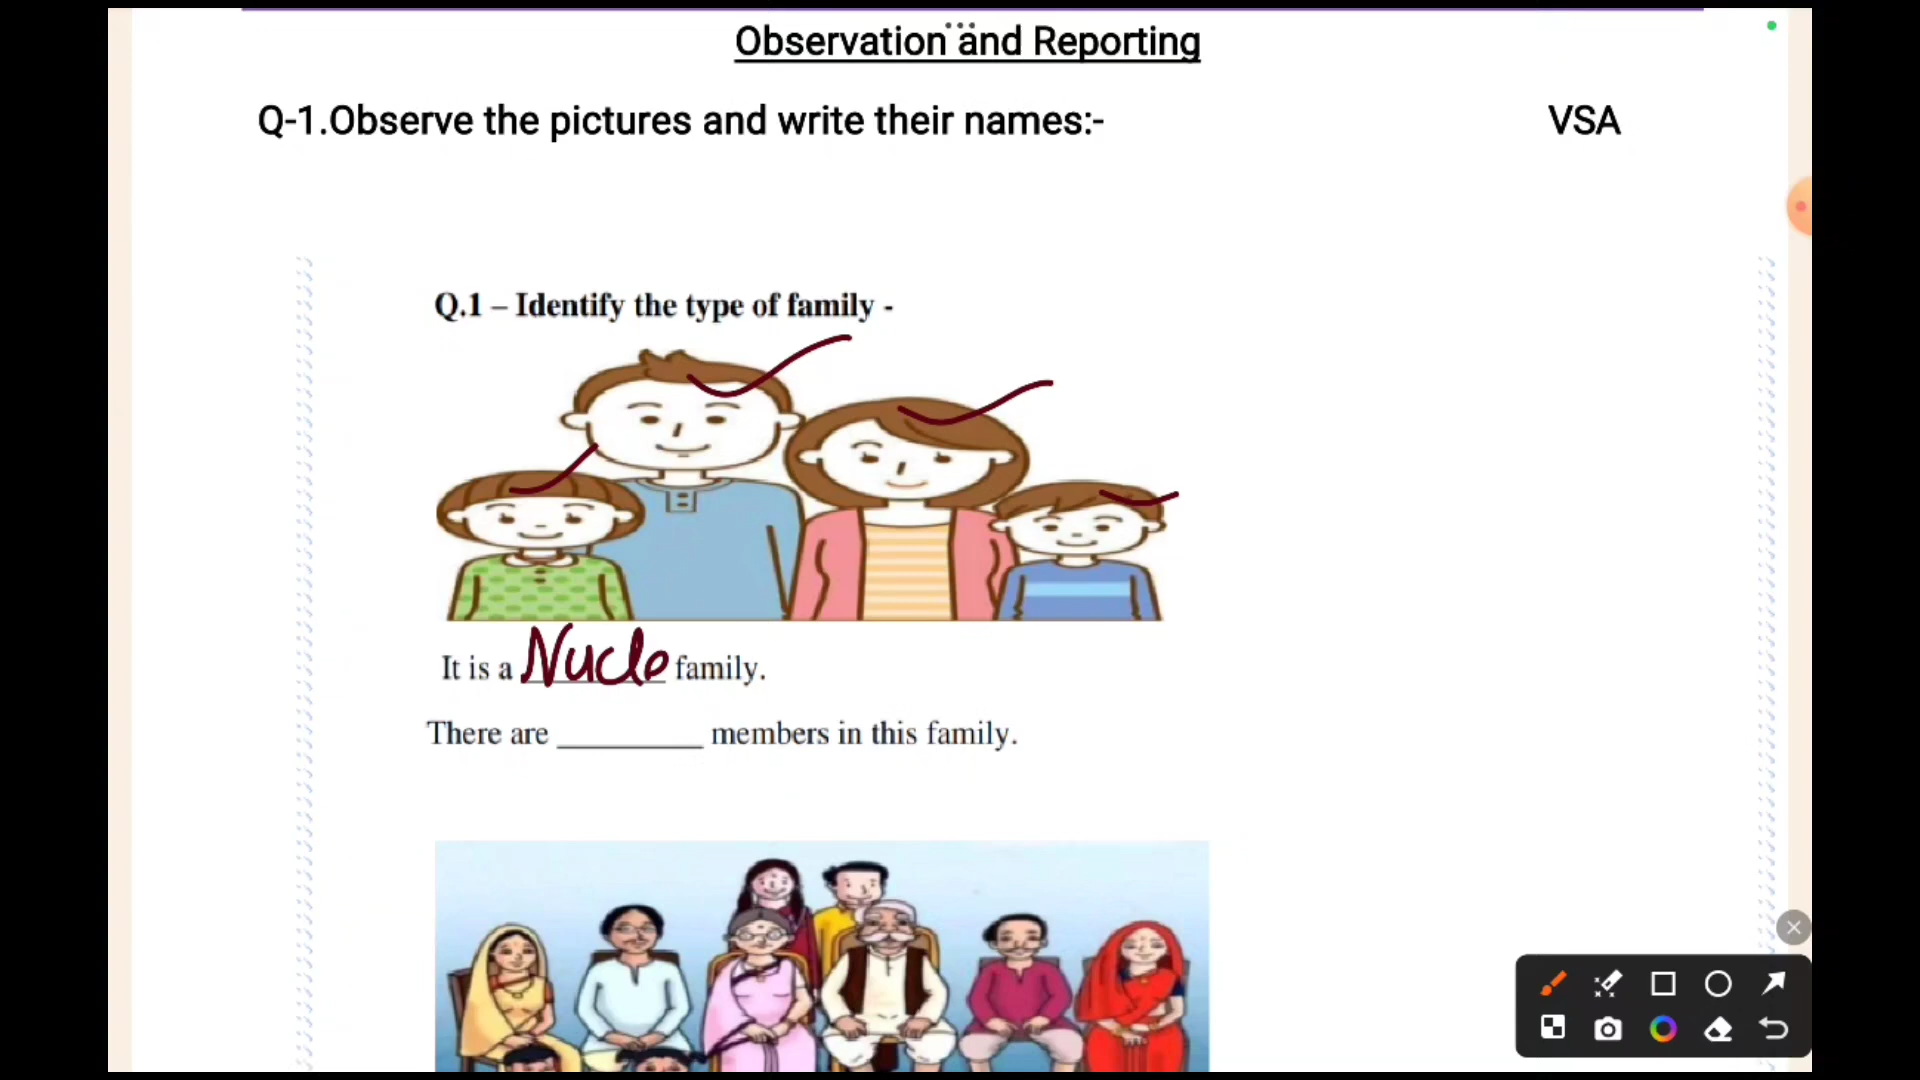 Observation and Reporting
Q-1.Observe the pictures and write their names:- VSA
Q.1 – Identify the type of family -
It is a Nucle family.
There are __________ members in this family.